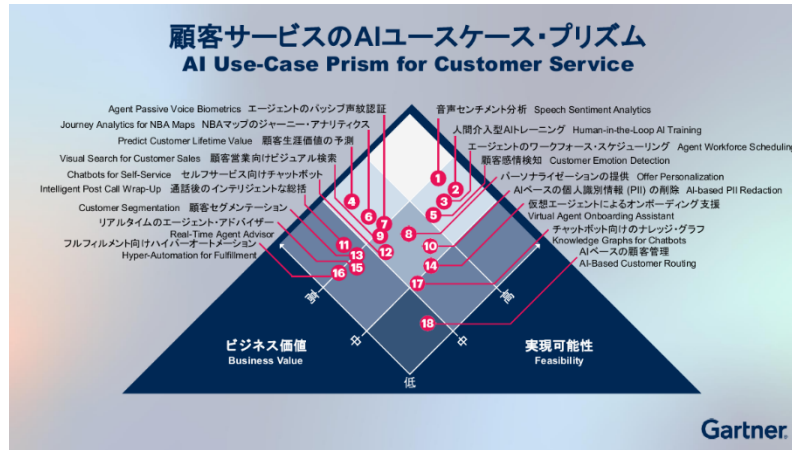 顧客サービスのAIユースケース・プリズム
AI Use-Case Prism for Customer Service
Agent Passive Voice Biometrics エージェントのパッシブ声紋認証
Journey Analytics for NBA Maps NBAマップのジャーニー・アナリティクス
Predict Customer Lifetime Value 顧客生涯価値の予測
Visual Search for Customer Sales 顧客営業向けビジュアル検索
Chatbots for Self-Service セルフサービス向けチャットボット
Intelligent Post Call Wrap-Up 通話後のインテリジェントな総括
Customer Segmentation 顧客セグメンテーション
リアルタイムのエージェント・アドバイザー
Real-Time Agent Advisor
フルフィルメント向けハイパーオートメーション
Hyper-Automation for Fulfillment
音声センチメント分析 Speech Sentiment Analytics
人間介入型AIトレーニング Human-in-the-Loop AI Training
エージェントのワークフォース・スケジューリング Agent Workforce Scheduling
顧客感情検知 Customer Emotion Detection
パーソナライゼーションの提供 Offer Personalization
AIベースの個人識別情報 (PII) の削除 AI-based PII Redaction
仮想エージェントによるオンボーディング支援
Virtual Agent Onboarding Assistant
チャットボット向けのナレッジ・グラフ
Knowledge Graphs for Chatbots
AIベースの顧客管理
AI-Based Customer Routing
1
2
3
4
5
6
7
8
9
10
11
12
13
14
15
16
17
18
高
中
低
中
高
ビジネス価値
Business Value
実現可能性
Feasibility
Gartner.